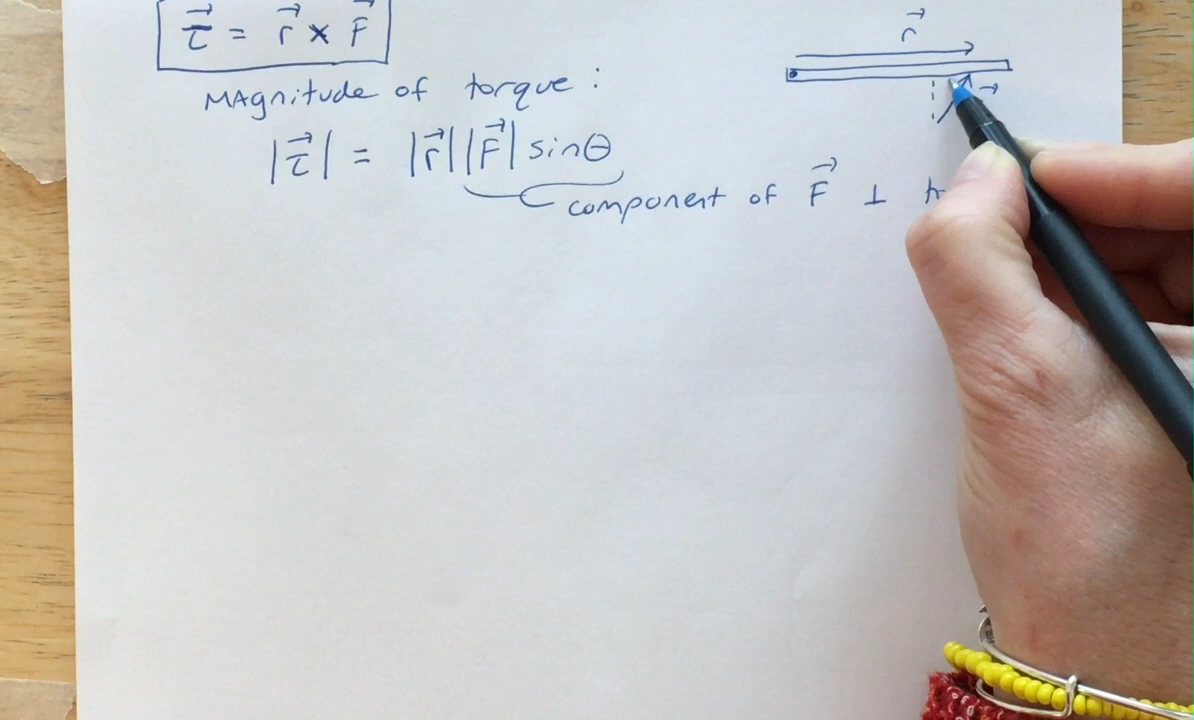 τ⃗ = r⃗ × F⃗
r⃗
MAgnitude of torque :
|τ⃗| = |r⃗| |F⃗| sinθ
component of F⃗ ⊥